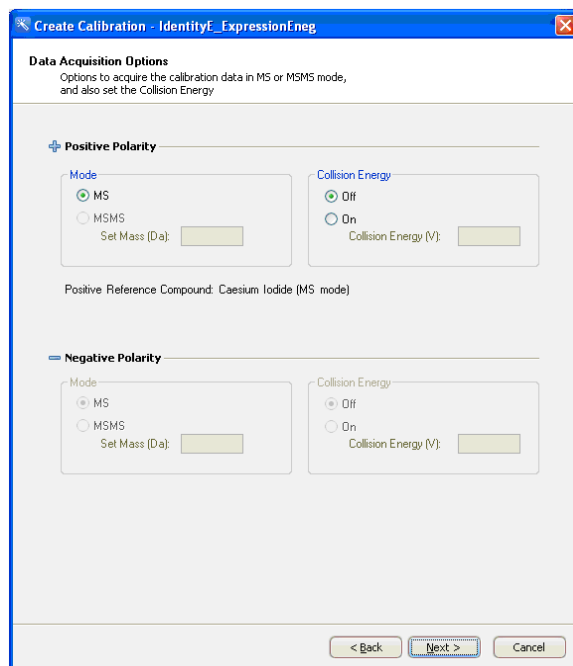 Create Calibration - IdentityE_ExpressionEneg
Data Acquisition Options
Options to acquire the calibration data in MS or MSMS mode,
and also set the Collision Energy
Positive Polarity
Mode
MS
MSMS
Set Mass (Da):
Collision Energy
Off
On
Collision Energy (V):
Positive Reference Compound: Caesium Iodide (MS mode)
Negative Polarity
Mode
MS
MSMS
Set Mass (Da):
Collision Energy
Off
On
Collision Energy (V):
< Back
Next >
Cancel